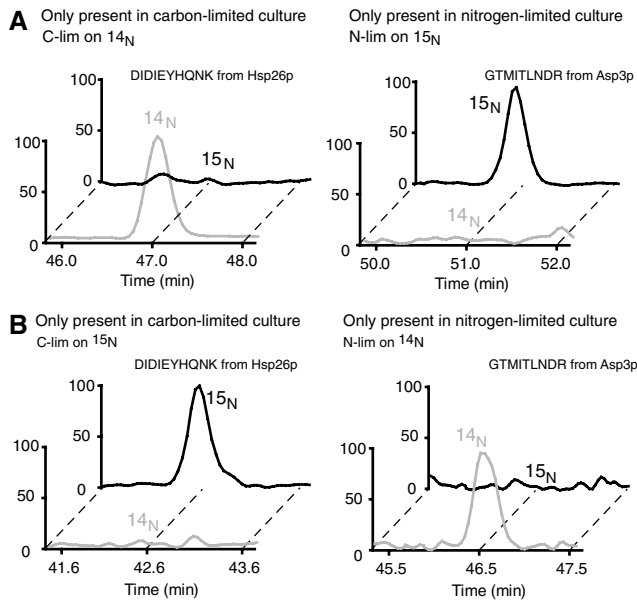 A
Only present in carbon-limited culture
C-lim on 14N
DIDIEYHQNK from Hsp26p
100
50
0
14N
15N
100
50
0
46.0 47.0 48.0
Time (min)
Only present in nitrogen-limited culture
N-lim on 15N
GTMITLNDR from Asp3p
100
50
0
15N
14N
100
50
0
50.0 51.0 52.0
Time (min)
B
Only present in carbon-limited culture
C-lim on 15N
DIDIEYHQNK from Hsp26p
100
50
0
15N
14N
100
50
0
41.6 42.6 43.6
Time (min)
Only present in nitrogen-limited culture
N-lim on 14N
GTMITLNDR from Asp3p
100
50
0
14N
15N
100
50
0
45.5 46.5 47.5
Time (min)